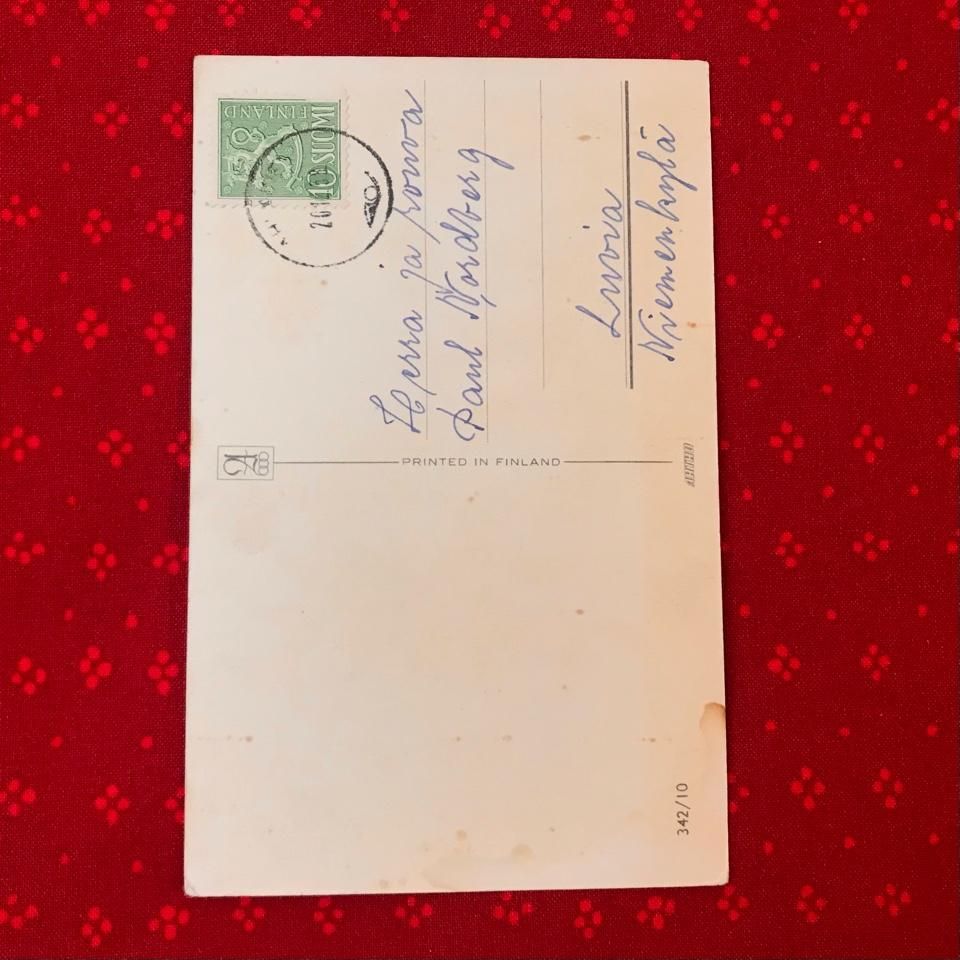 10 SUOMI
FINLAND
Herra ja rouva
Paul Nordberg
Luvia
Niemenkylä
PRINTED IN FINLAND
342/10